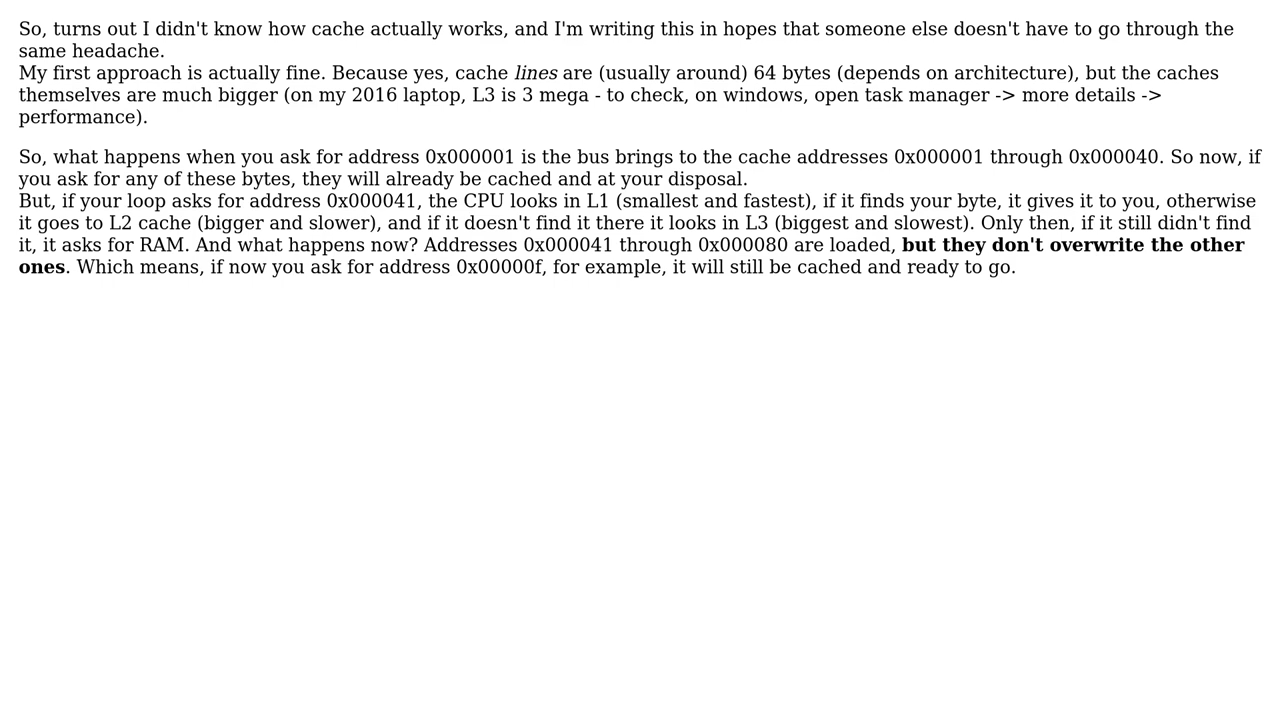 So, turns out I didn't know how cache actually works, and I'm writing this in hopes that someone else doesn't have to go through the
same headache.
My first approach is actually fine. Because yes, cache lines are (usually around) 64 bytes (depends on architecture), but the caches
themselves are much bigger (on my 2016 laptop, L3 is 3 mega - to check, on windows, open task manager -> more details ->
performance).
So, what happens when you ask for address 0x000001 is the bus brings to the cache addresses 0x000001 through 0x000040. So now, if
you ask for any of these bytes, they will already be cached and at your disposal.
But, if your loop asks for address 0x000041, the CPU looks in L1 (smallest and fastest), if it finds your byte, it gives it to you, otherwise
it goes to L2 cache (bigger and slower), and if it doesn't find it there it looks in L3 (biggest and slowest). Only then, if it still didn't find
it, it asks for RAM. And what happens now? Addresses 0x000041 through 0x000080 are loaded, but they don't overwrite the other
ones. Which means, if now you ask for address 0x00000f, for example, it will still be cached and ready to go.